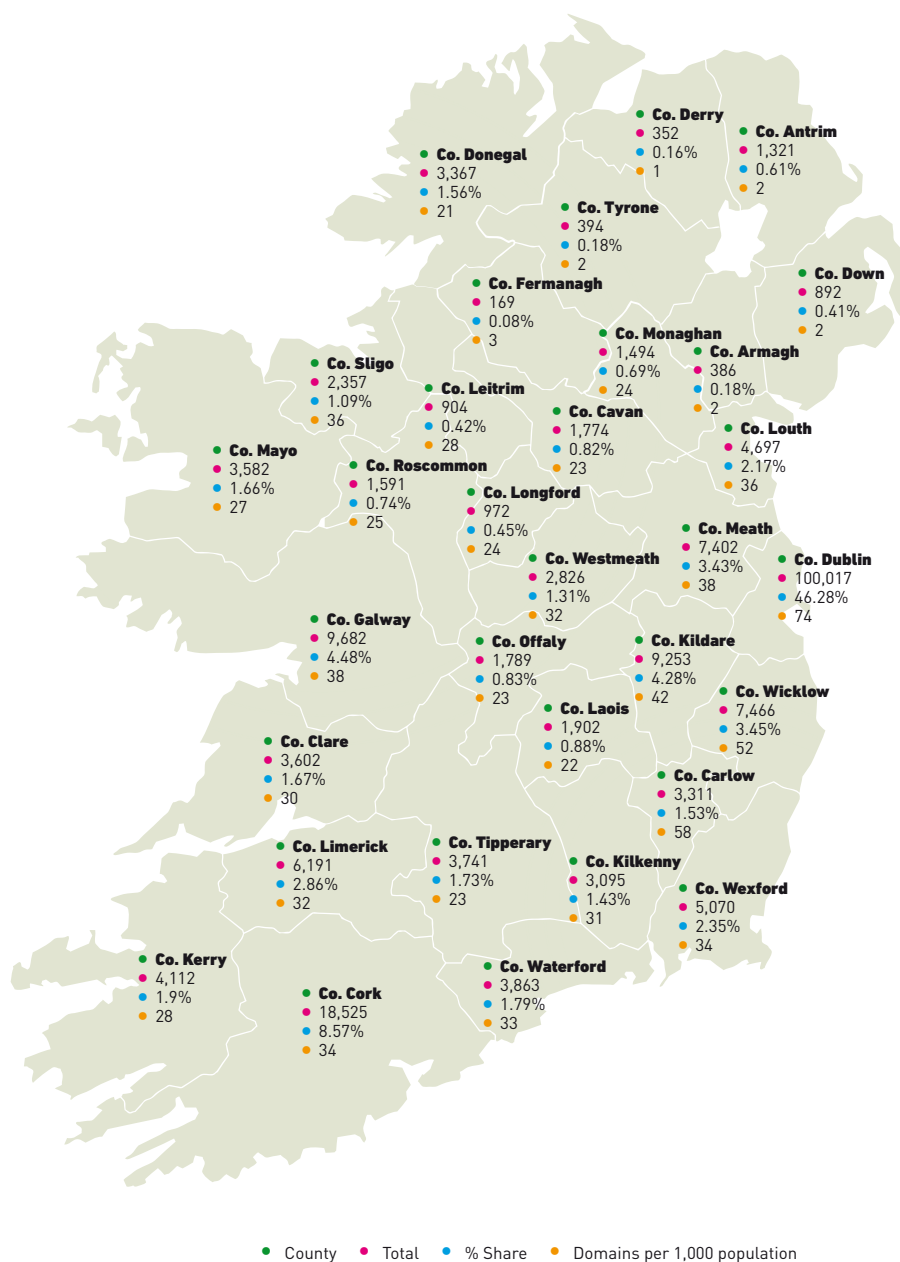 Co. Derry
352
0.16%
1
Co. Antrim
1,321
0.61%
2
Co. Donegal
3,367
1.56%
21
Co. Tyrone
394
0.18%
2
Co. Down
892
0.41%
2
Co. Fermanagh
169
0.08%
3
Co. Monaghan
1,494
0.69%
24
Co. Armagh
386
0.18%
2
Co. Sligo
2,357
1.09%
36
Co. Leitrim
904
0.42%
28
Co. Cavan
1,774
0.82%
23
Co. Louth
4,697
2.17%
36
Co. Mayo
3,582
1.66%
27
Co. Roscommon
1,591
0.74%
25
Co. Longford
972
0.45%
24
Co. Meath
7,402
3.43%
38
Co. Westmeath
2,826
1.31%
32
Co. Dublin
100,017
46.28%
74
Co. Galway
9,682
4.48%
38
Co. Offaly
1,789
0.83%
23
Co. Kildare
9,253
4.28%
42
Co. Wicklow
7,466
3.45%
52
Co. Laois
1,902
0.88%
22
Co. Clare
3,602
1.67%
30
Co. Carlow
3,311
1.53%
58
Co. Limerick
6,191
2.86%
32
Co. Tipperary
3,741
1.73%
23
Co. Kilkenny
3,095
1.43%
31
Co. Wexford
5,070
2.35%
34
Co. Kerry
4,112
1.9%
28
Co. Cork
18,525
8.57%
34
Co. Waterford
3,863
1.79%
33
County Total % Share Domains per 1,000 population